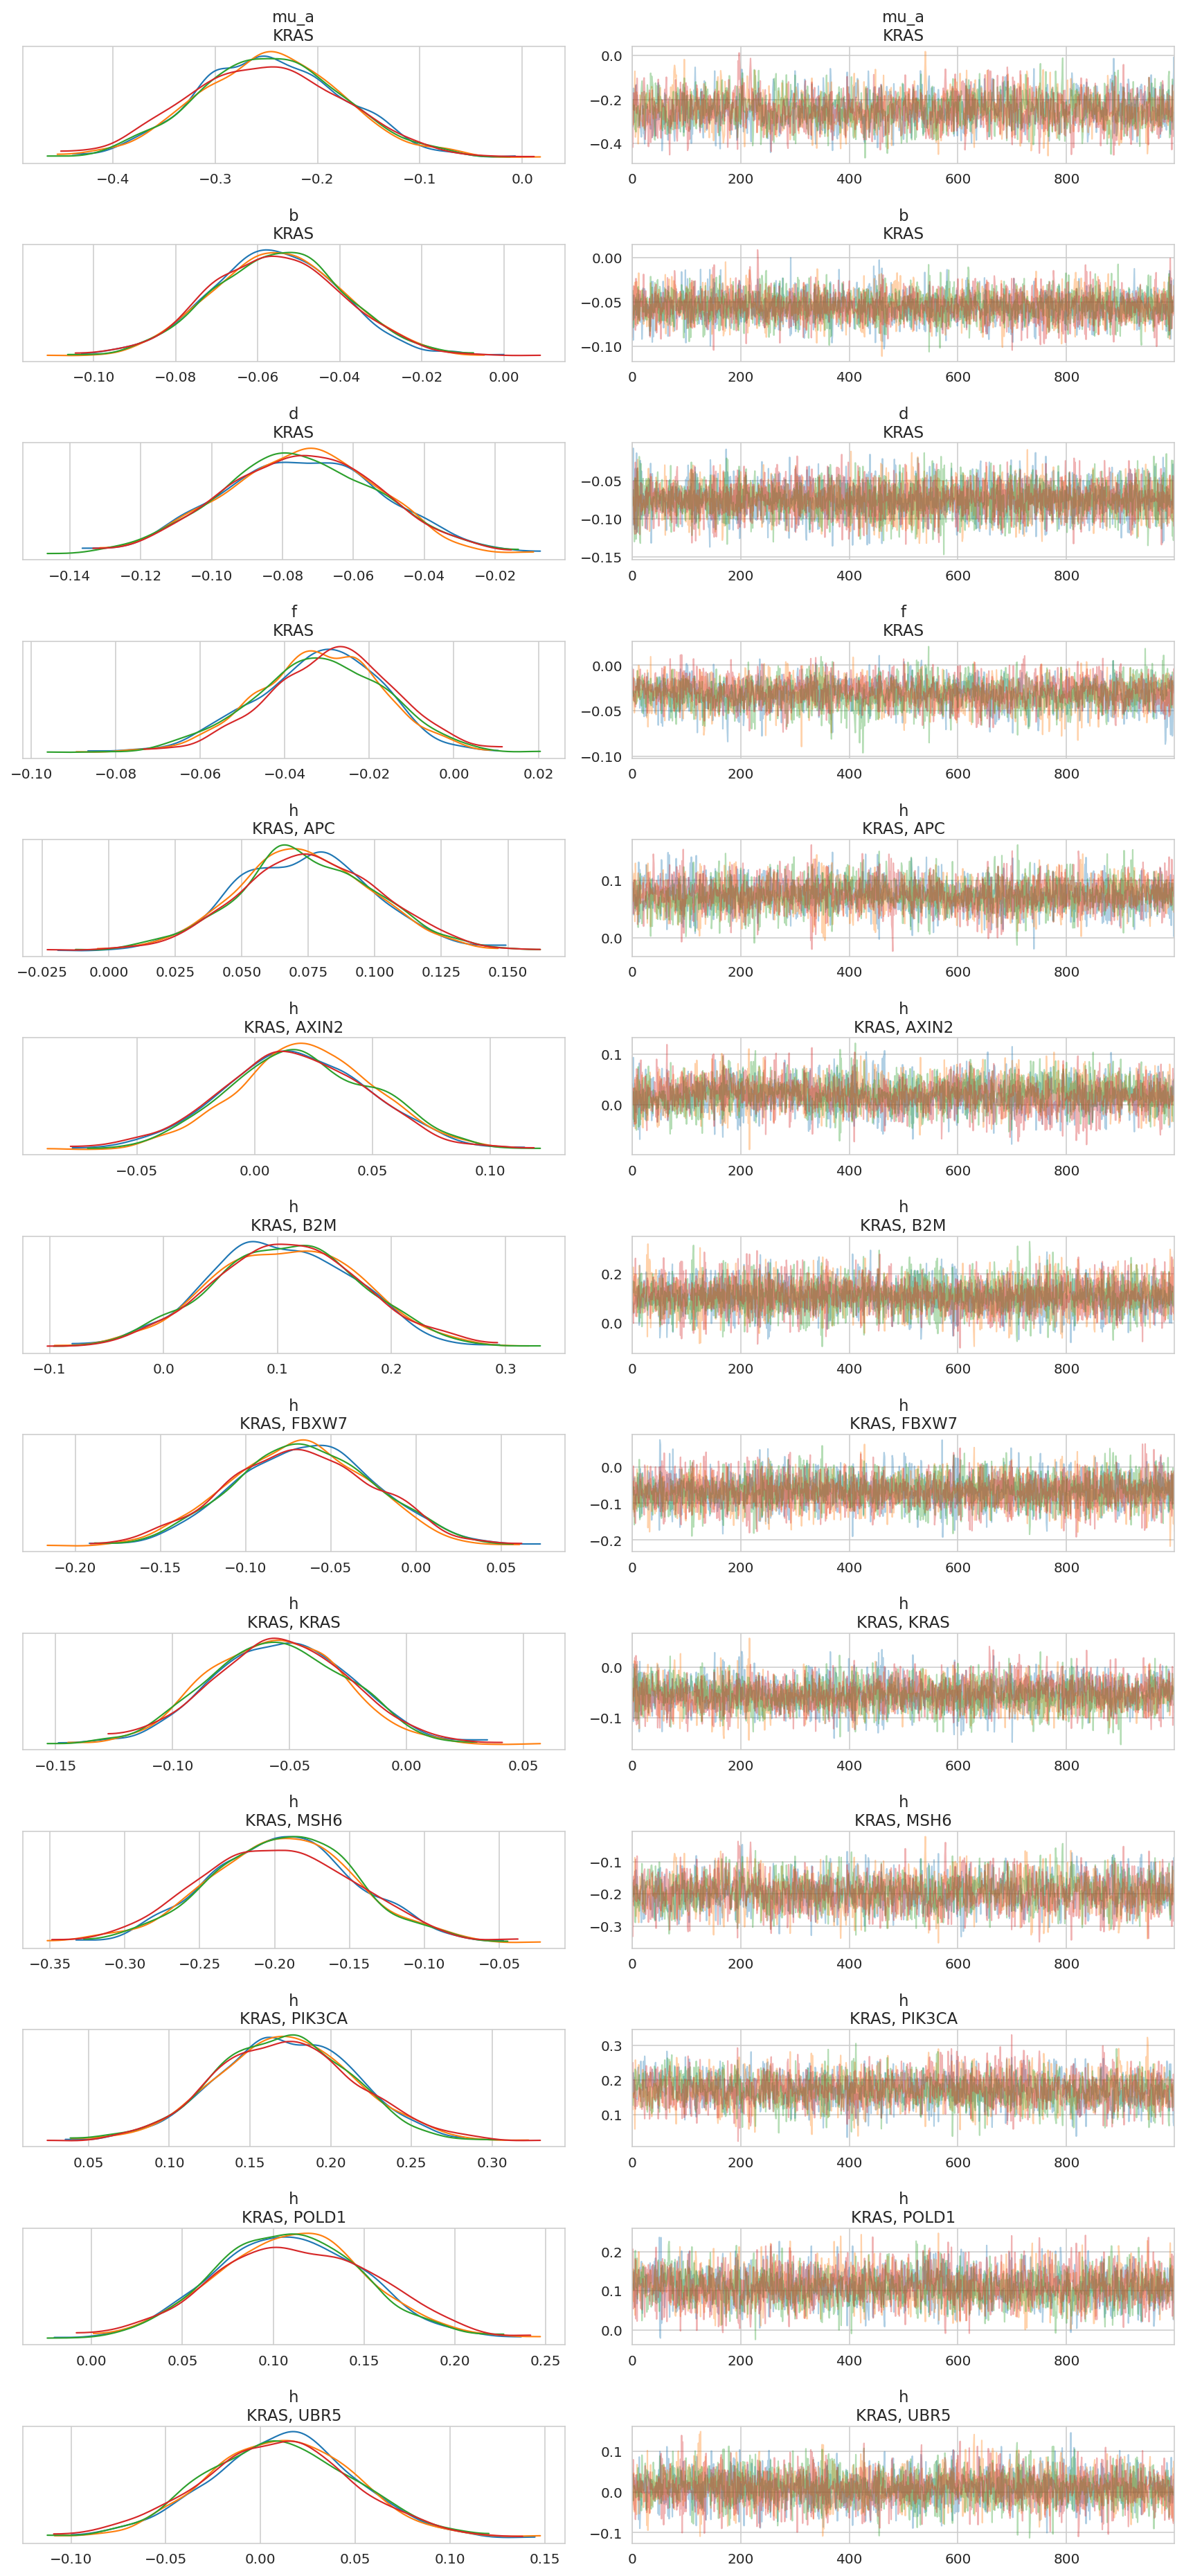 mu_a mu_a
KRAS KRAS
0.0
−0.2
−0.4
−0.4 −0.3 −0.2 −0.1 0.0 0 200 400 600 800
b b
KRAS KRAS
0.00
−0.05
−0.10
−0.10 −0.08 −0.06 −0.04 −0.02 0.00 0 200 400 600 800
d d
KRAS KRAS
−0.05
−0.10
−0.15
−0.14 −0.12 −0.10 −0.08 −0.06 −0.04 −0.02 0 200 400 600 800
f f
KRAS KRAS
0.00
−0.05
−0.10
−0.10 −0.08 −0.06 −0.04 −0.02 0.00 0.02 0 200 400 600 800
h h
KRAS, APC KRAS, APC
0.1
0.0
−0.025 0.000 0.025 0.050 0.075 0.100 0.125 0.150 0 200 400 600 800
h h
KRAS, AXIN2 KRAS, AXIN2
0.1
0.0
−0.05 0.00 0.05 0.10 0 200 400 600 800
h h
KRAS, B2M KRAS, B2M
0.2
0.0
−0.1 0.0 0.1 0.2 0.3 0 200 400 600 800
h h
KRAS, FBXW7 KRAS, FBXW7
0.0
−0.1
−0.2
−0.20 −0.15 −0.10 −0.05 0.00 0.05 0 200 400 600 800
h h
KRAS, KRAS KRAS, KRAS
0.0
−0.1
−0.15 −0.10 −0.05 0.00 0.05 0 200 400 600 800
h h
KRAS, MSH6 KRAS, MSH6
−0.1
−0.2
−0.3
−0.35 −0.30 −0.25 −0.20 −0.15 −0.10 −0.05 0 200 400 600 800
h h
KRAS, PIK3CA KRAS, PIK3CA
0.3
0.2
0.1
0.05 0.10 0.15 0.20 0.25 0.30 0 200 400 600 800
h h
KRAS, POLD1 KRAS, POLD1
0.2
0.1
0.0
0.00 0.05 0.10 0.15 0.20 0.25 0 200 400 600 800
h h
KRAS, UBR5 KRAS, UBR5
0.1
0.0
−0.1
−0.10 −0.05 0.00 0.05 0.10 0.15 0 200 400 600 800